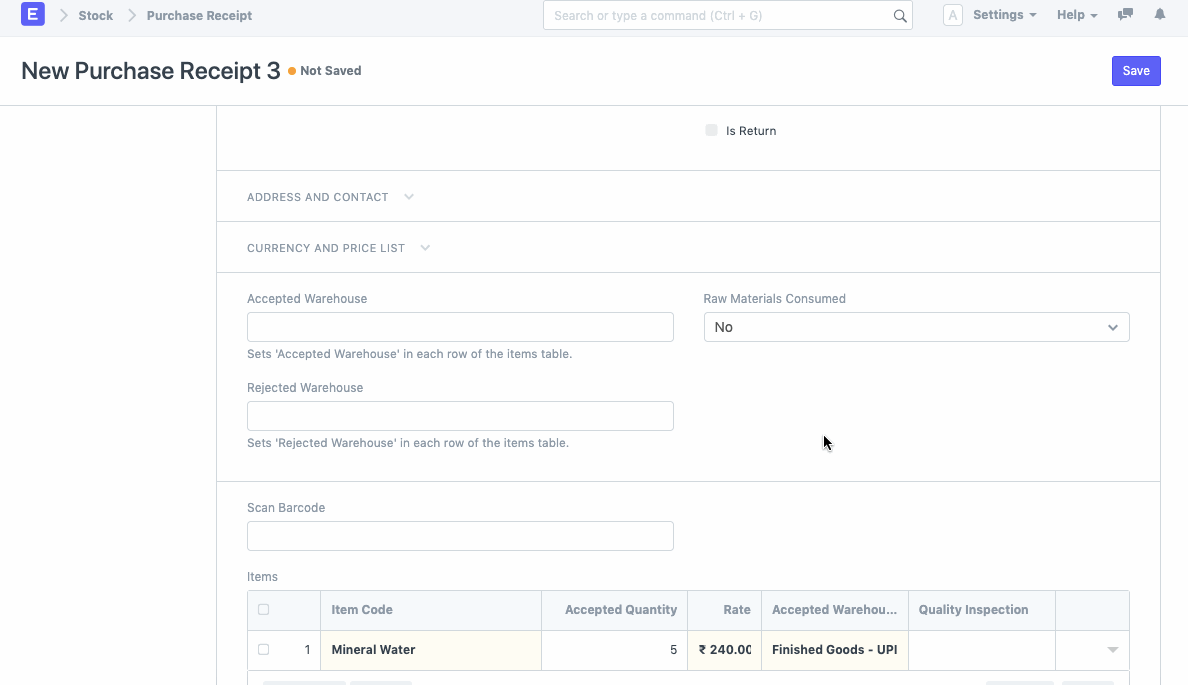 E Stock Purchase Receipt Search or type a command (Ctrl + G) A Settings Help
New Purchase Receipt 3 Not Saved Save
Is Return
ADDRESS AND CONTACT
CURRENCY AND PRICE LIST
Accepted Warehouse Raw Materials Consumed
No
Sets 'Accepted Warehouse' in each row of the items table.
Rejected Warehouse
Sets 'Rejected Warehouse' in each row of the items table.
Scan Barcode
Items
Item Code Accepted Quantity Rate Accepted Warehou... Quality Inspection
1 Mineral Water 5 ₹ 240.00 Finished Goods - UPI